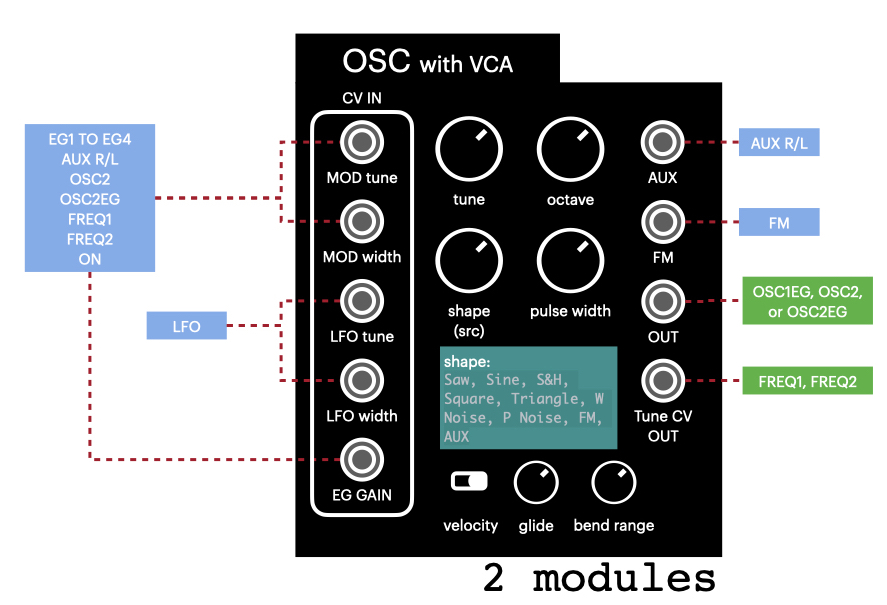 OSC with VCA
CV IN
EG1 TO EG4
AUX R/L
OSC2
OSC2EG
FREQ1
FREQ2
ON
LFO
MOD tune
MOD width
LFO tune
LFO width
EG GAIN
tune
octave
shape
(src)
pulse width
shape:
Saw, Sine, S&H,
Square, Triangle, W
Noise, P Noise, FM,
AUX
velocity
glide
bend range
AUX
FM
OUT
Tune CV
OUT
AUX R/L
FM
OSC1EG, OSC2,
or OSC2EG
FREQ1, FREQ2
2 modules